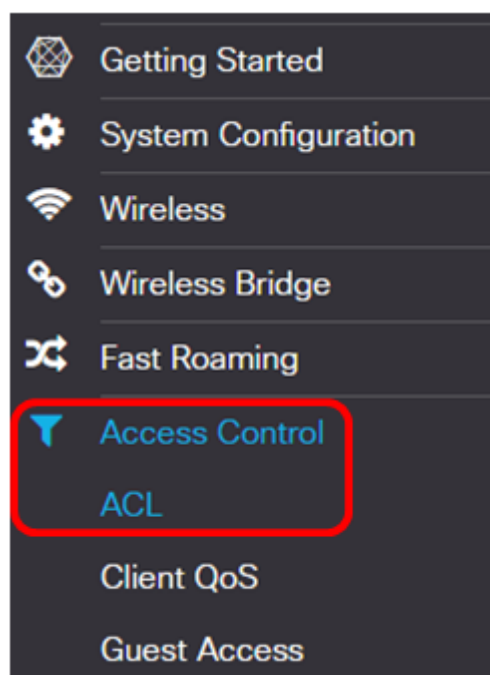 Getting Started
System Configuration
Wireless
Wireless Bridge
Fast Roaming
Access Control
ACL
Client QoS
Guest Access